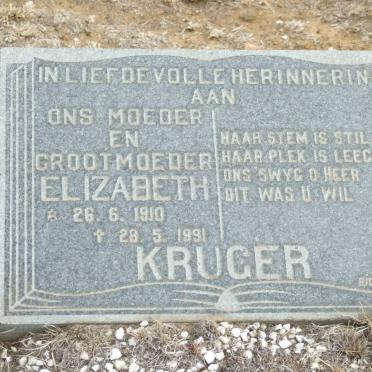 IN LIEFDEVOLLE HERINNERIN
AAN
ONS MOEDER
EN
GROOTMOEDER
ELIZABETH
* 26.6.1910
✝ 28.5.1991
HAAR STEM IS STIL
HAAR PLEK IS LEEG
ONS SWYG O HEER
DIT WAS U WIL
KRUGER